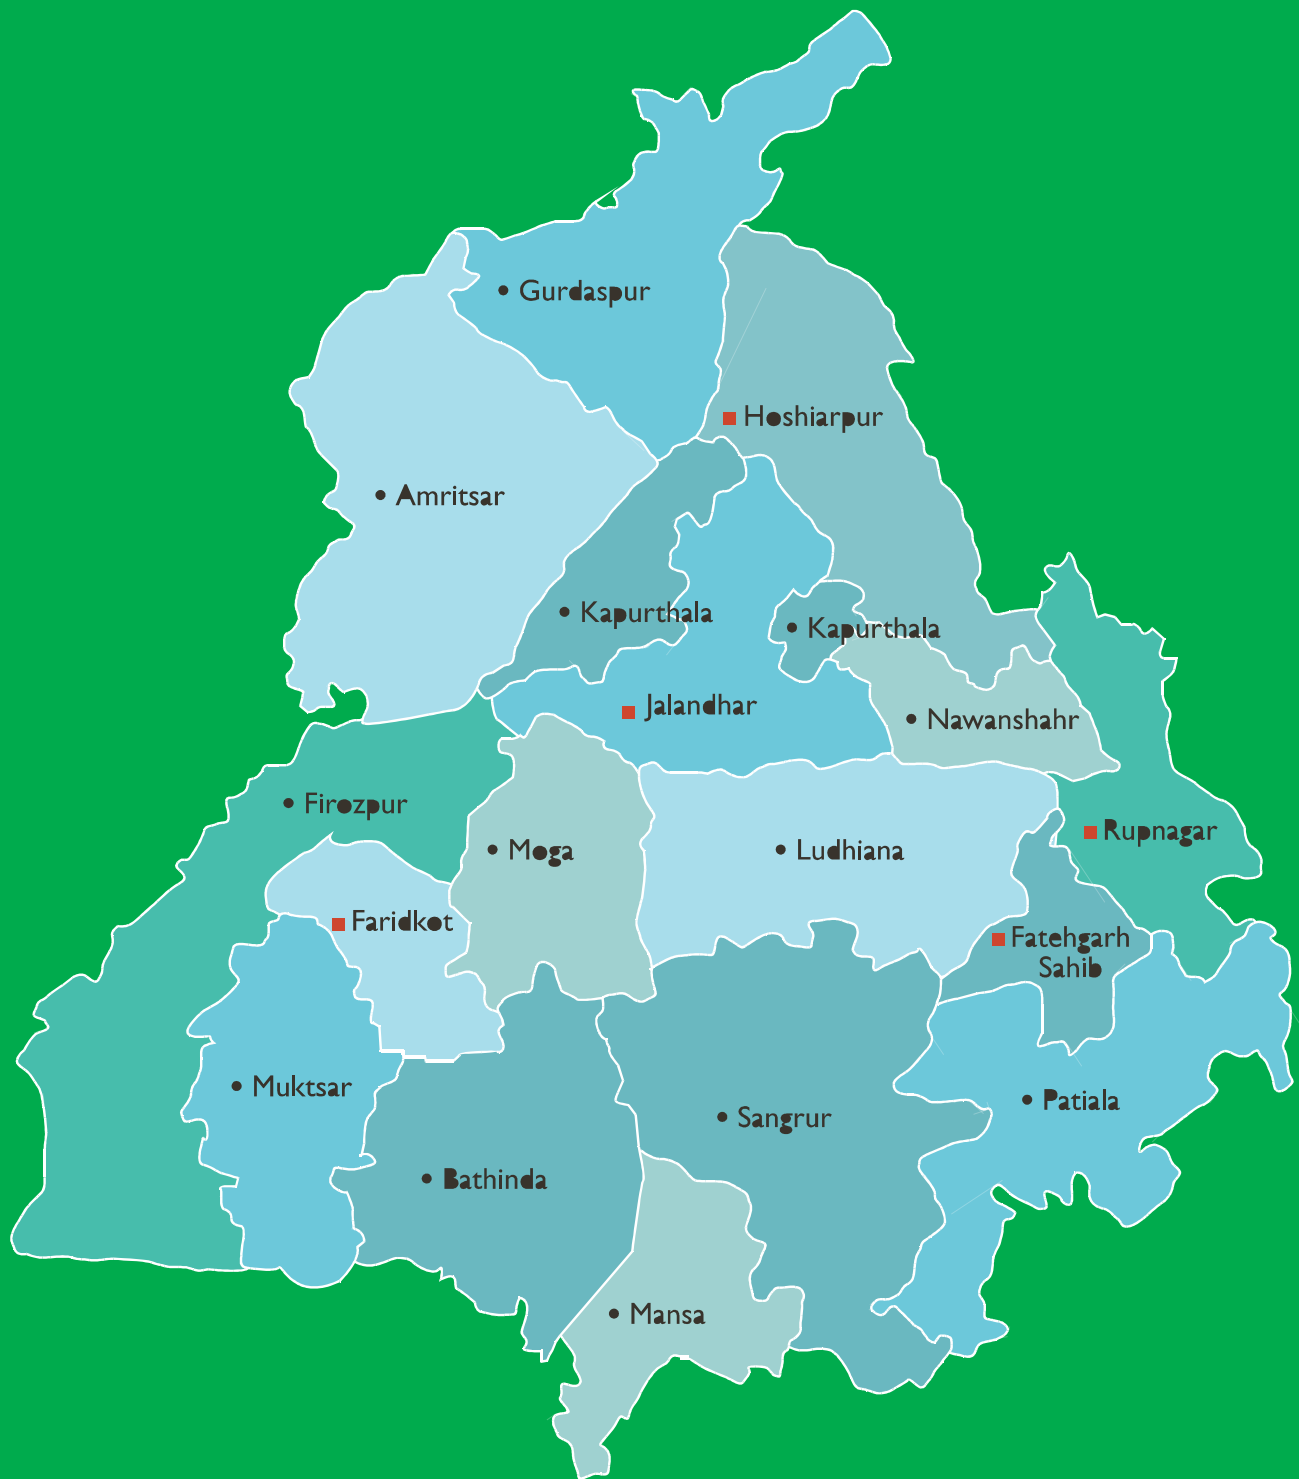 Gurdaspur
Hoshiarpur
Amritsar
Kapurthala
Kapurthala
Jalandhar
Nawanshahr
Firozpur
Rupnagar
Moga
Ludhiana
Faridkot
Fatehgarh
Sahib
Muktsar
Patiala
Sangrur
Bathinda
Mansa